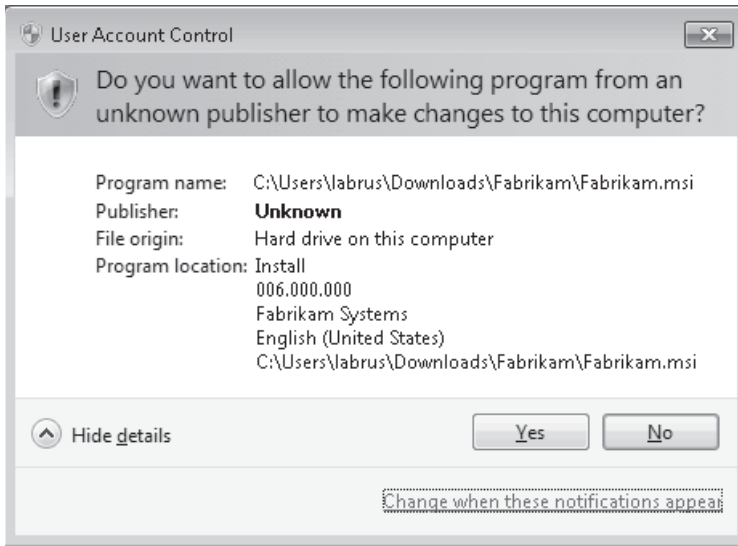 User Account Control
Do you want to allow the following program from an
unknown publisher to make changes to this computer?
Program name: C:\Users\labrus\Downloads\Fabrikam\Fabrikam.msi
Publisher: Unknown
File origin: Hard drive on this computer
Program location: Install
006.000.000
Fabrikam Systems
English (United States)
C:\Users\labrus\Downloads\Fabrikam\Fabrikam.msi
Hide details
Yes No
Change when these notifications appear